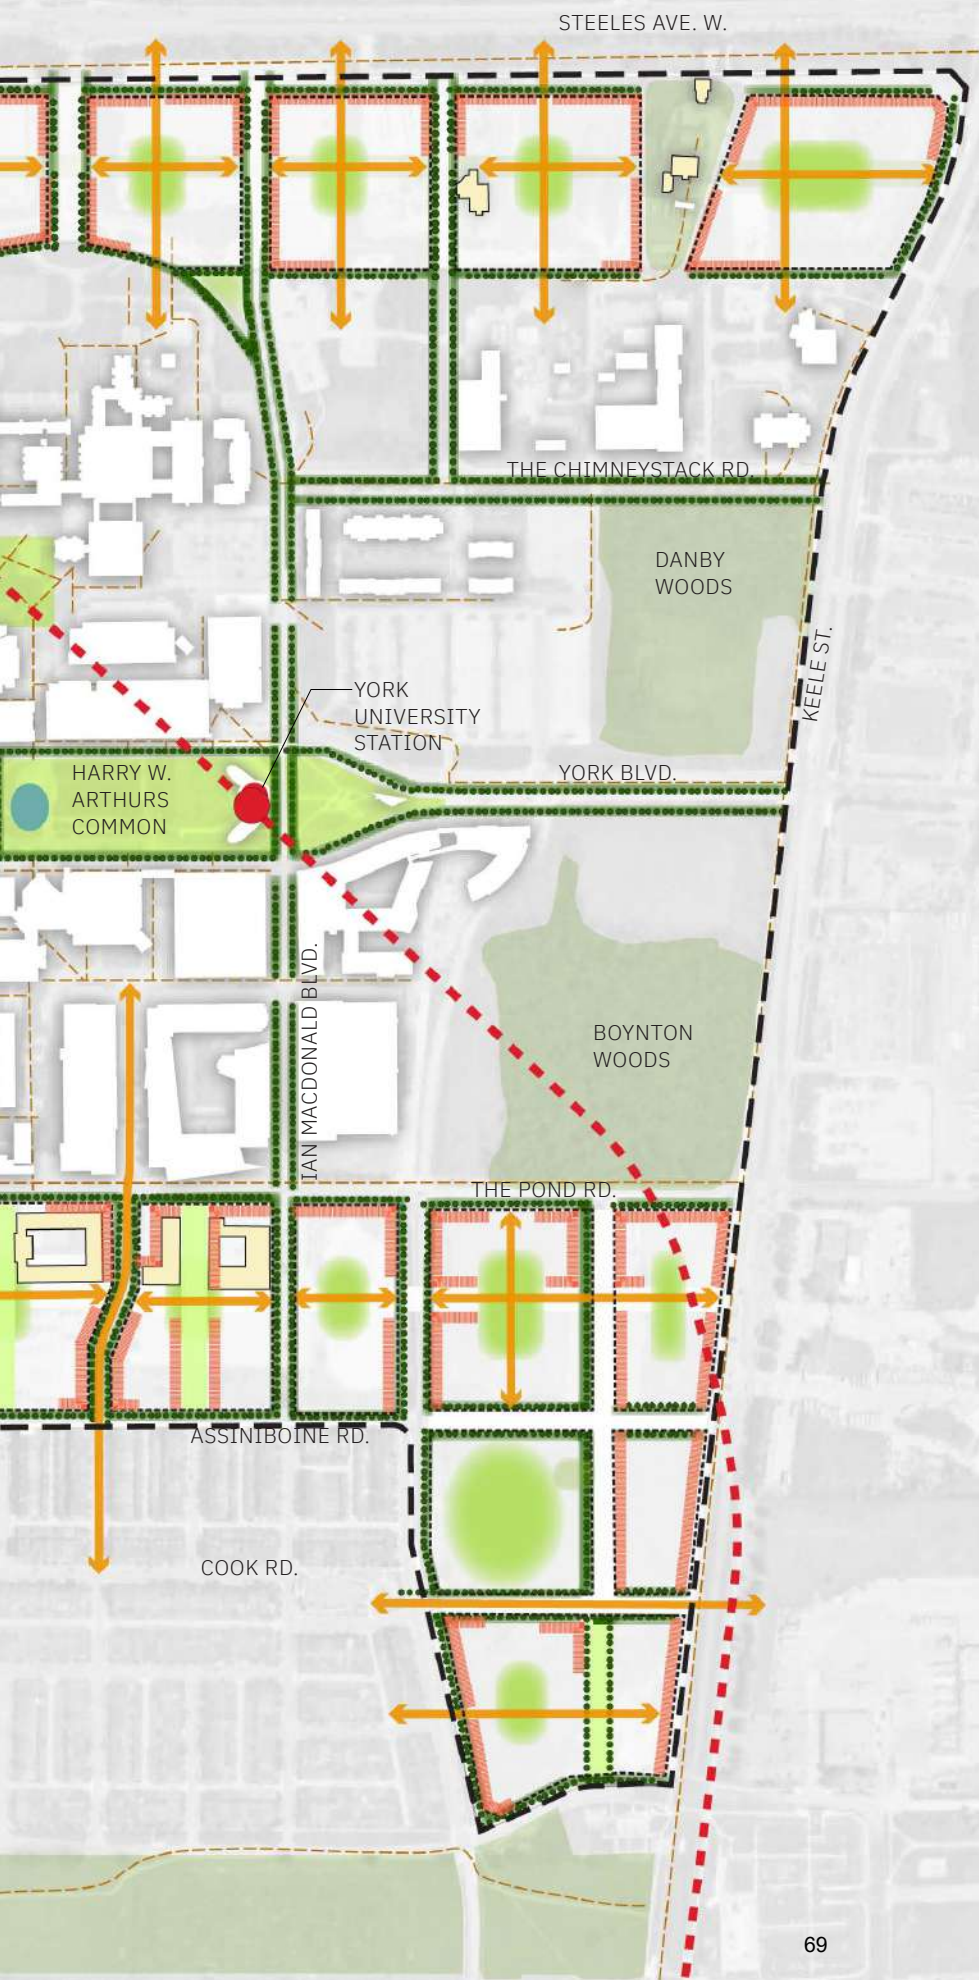 STEELES AVE. W.
THE CHIMNEYSTACK RD.
DANBY
WOODS
KEELE ST.
YORK
UNIVERSITY
STATION
HARRY W.
ARTHURS
COMMON
YORK BLVD.
IAN MACDONALD BLVD.
BOYNTON
WOODS
THE POND RD.
ASSINIBOINE RD.
COOK RD.
69